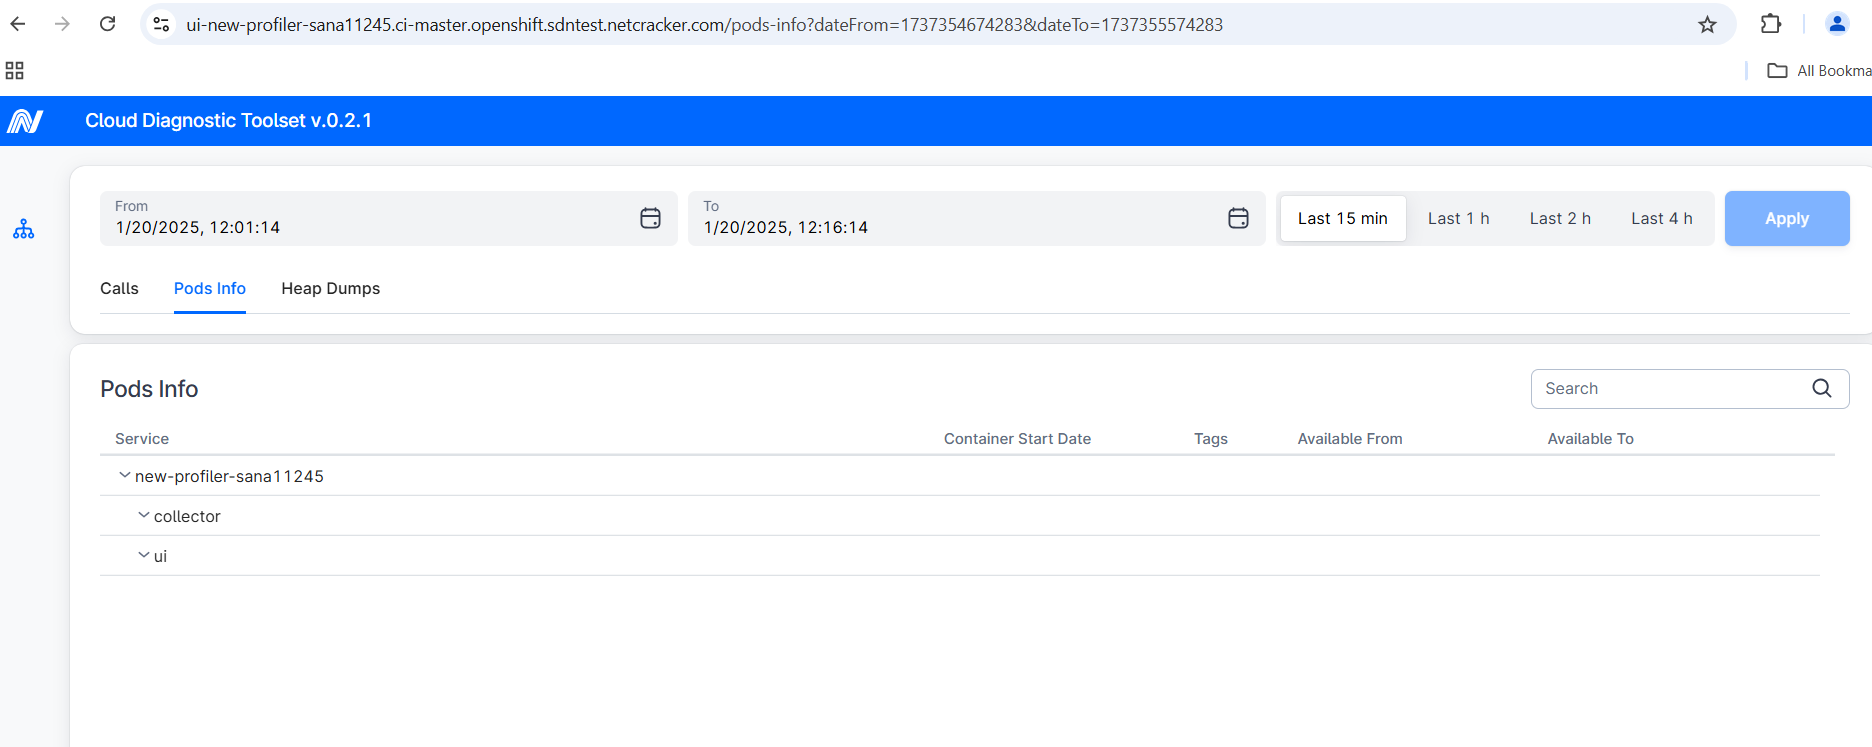 ui-new-profiler-sana11245.ci-master.openshift.sdntest.netcracker.com/pods-info?dateFrom=1737354674283&dateTo=1737355574283
All Bookma
Cloud Diagnostic Toolset v.0.2.1
From
1/20/2025, 12:01:14
To
1/20/2025, 12:16:14
Last 15 min
Last 1 h
Last 2 h
Last 4 h
Apply
Calls
Pods Info
Heap Dumps
Pods Info
Search
Service
Container Start Date
Tags
Available From
Available To
new-profiler-sana11245
collector
ui